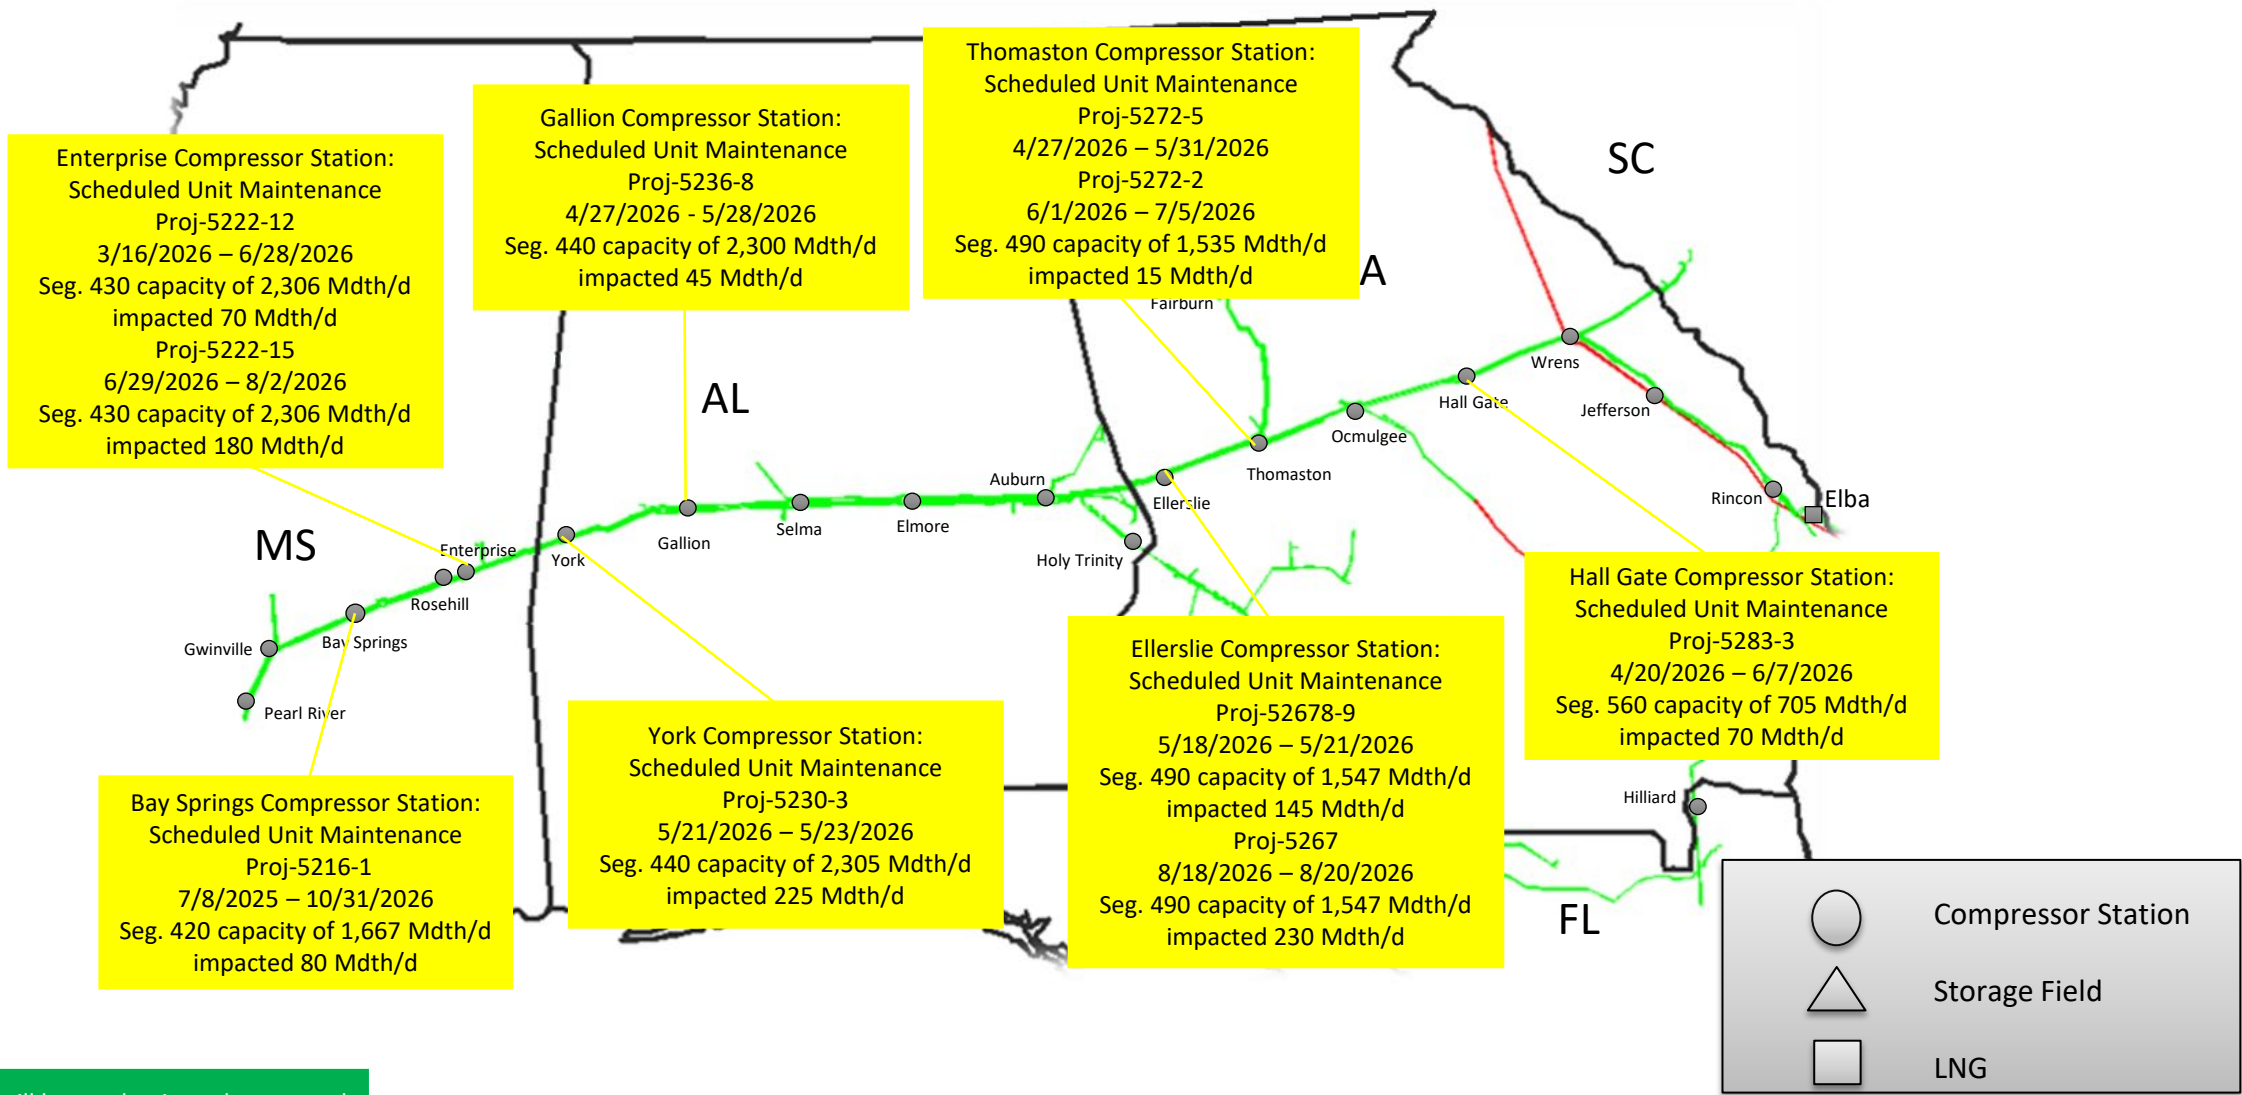 Thomaston Compressor Station:
Scheduled Unit Maintenance
Proj-5272-5
4/27/2026 – 5/31/2026
Proj-5272-2
6/1/2026 – 7/5/2026
Seg. 490 capacity of 1,535 Mdth/d
impacted 15 Mdth/d
Gallion Compressor Station:
Scheduled Unit Maintenance
Proj-5236-8
4/27/2026 - 5/28/2026
Seg. 440 capacity of 2,300 Mdth/d
impacted 45 Mdth/d
Enterprise Compressor Station:
Scheduled Unit Maintenance
Proj-5222-12
3/16/2026 – 6/28/2026
Seg. 430 capacity of 2,306 Mdth/d
impacted 70 Mdth/d
Proj-5222-15
6/29/2026 – 8/2/2026
Seg. 430 capacity of 2,306 Mdth/d
impacted 180 Mdth/d
SC
A
Fairburn
AL
MS
Wrens
Hall Gate
Jefferson
Ocmulgee
Thomaston
Auburn
Ellerslie
Rincon
Elba
Selma
Elmore
Gallion
Holy Trinity
Enterprise
York
Rosehill
Bay Springs
Gwinville
Pearl River
Hall Gate Compressor Station:
Scheduled Unit Maintenance
Proj-5283-3
4/20/2026 – 6/7/2026
Seg. 560 capacity of 705 Mdth/d
impacted 70 Mdth/d
Ellerslie Compressor Station:
Scheduled Unit Maintenance
Proj-52678-9
5/18/2026 – 5/21/2026
Seg. 490 capacity of 1,547 Mdth/d
impacted 145 Mdth/d
Proj-5267
8/18/2026 – 8/20/2026
Seg. 490 capacity of 1,547 Mdth/d
impacted 230 Mdth/d
York Compressor Station:
Scheduled Unit Maintenance
Proj-5230-3
5/21/2026 – 5/23/2026
Seg. 440 capacity of 2,305 Mdth/d
impacted 225 Mdth/d
Bay Springs Compressor Station:
Scheduled Unit Maintenance
Proj-5216-1
7/8/2025 – 10/31/2026
Seg. 420 capacity of 1,667 Mdth/d
impacted 80 Mdth/d
Hilliard
FL
Compressor Station
Storage Field
LNG